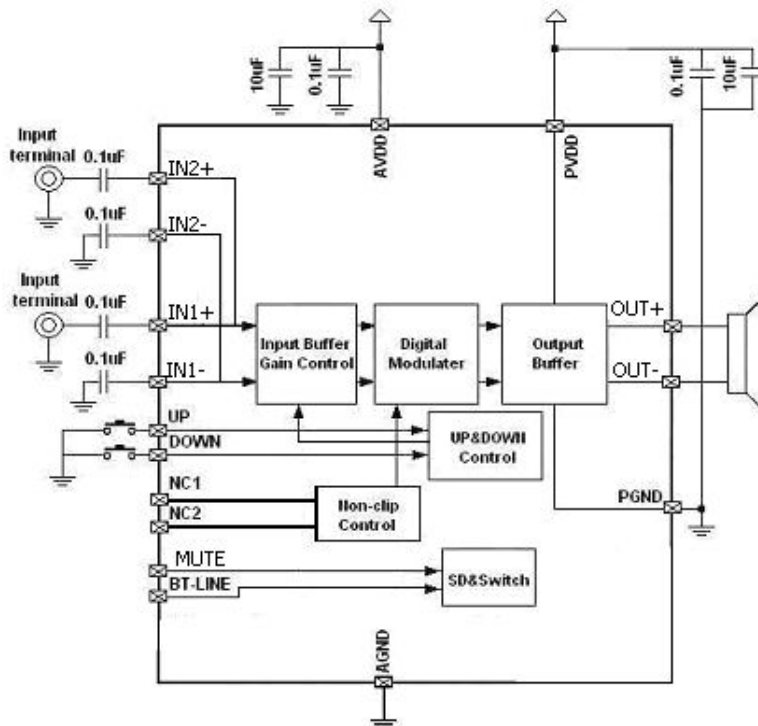 10uF
0.1uF
0.1uF
10uF
AVDD
PVDD
Input
terminal
0.1uF
IN2+
0.1uF
IN2-
Input
terminal
0.1uF
IN1+
0.1uF
IN1-
Input Buffer
Gain Control
Digital
Modulater
Output
Buffer
OUT+
OUT-
UP
DOWN
UP&DOWN
Control
NC1
NC2
Non-clip
Control
PGND
MUTE
BT-LINE
SD&Switch
AGND